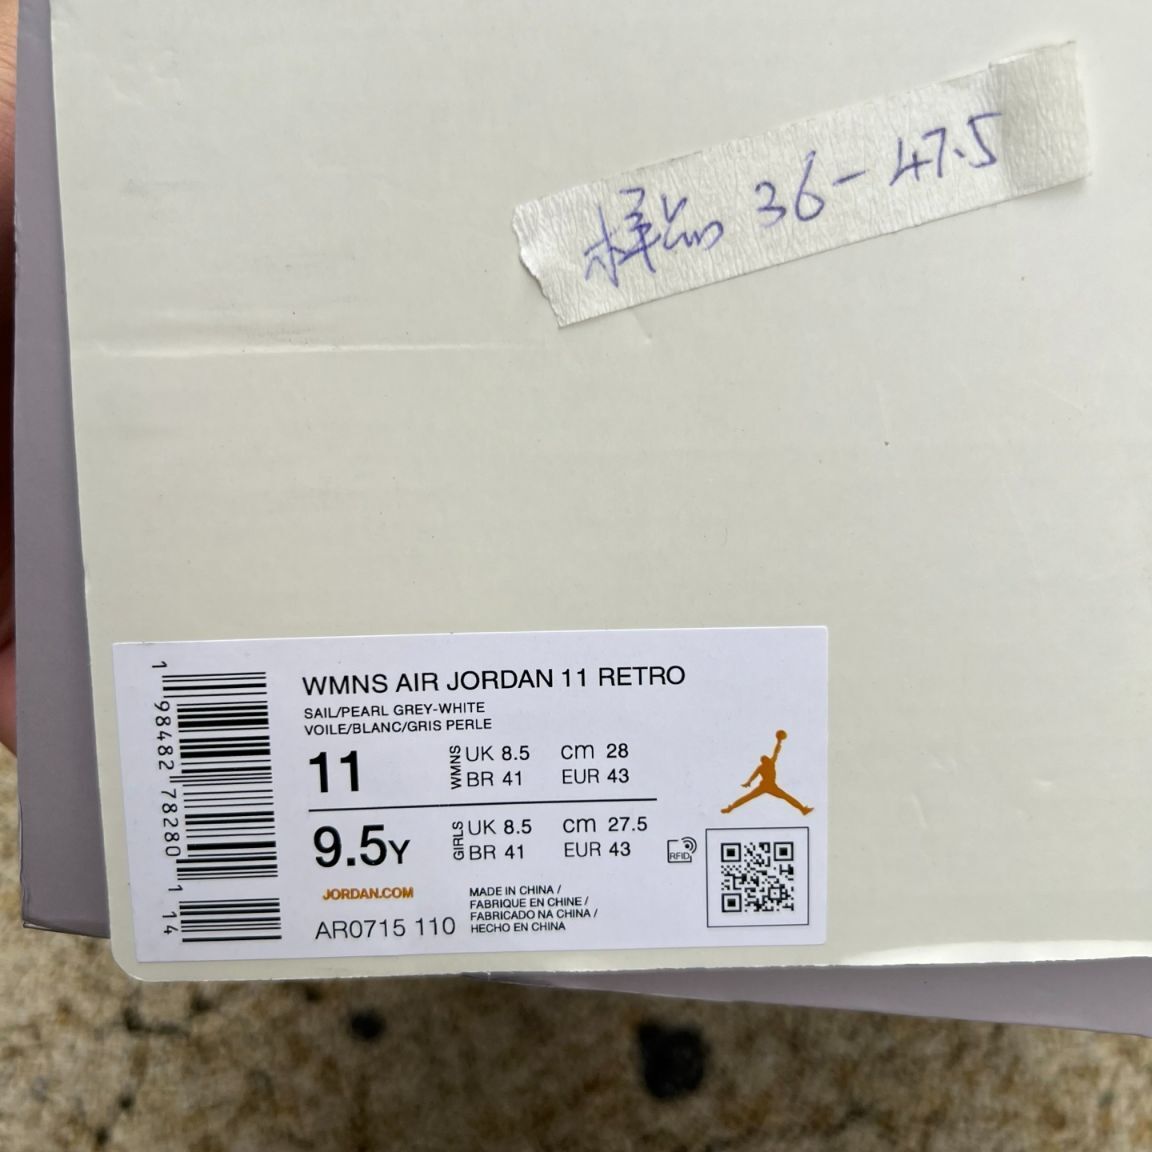 样品 36-47.5
WMNS AIR JORDAN 11 RETRO
SAIL/PEARL GREY-WHITE
VOILE/BLANC/GRIS PERLE
11 WMNS UK 8.5 cm 28
BR 41 EUR 43
9.5Y GIRLS UK 8.5 cm 27.5
BR 41 EUR 43
RFID
JORDAN.COM
AR0715 110
MADE IN CHINA /
FABRIQUE EN CHINE /
FABRICADO NA CHINA /
HECHO EN CHINA
1 98482 78280 1 14